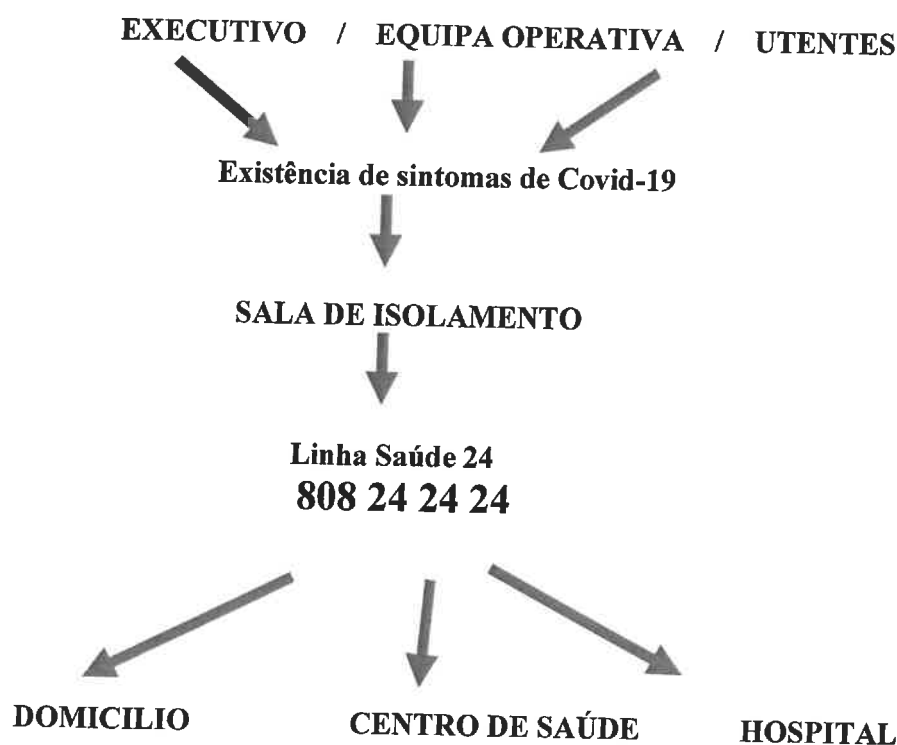 EXECUTIVO / EQUIPA OPERATIVA / UTENTES
Existência de sintomas de Covid-19
SALA DE ISOLAMENTO
Linha Saúde 24
808 24 24 24
DOMICILIO CENTRO DE SAÚDE HOSPITAL